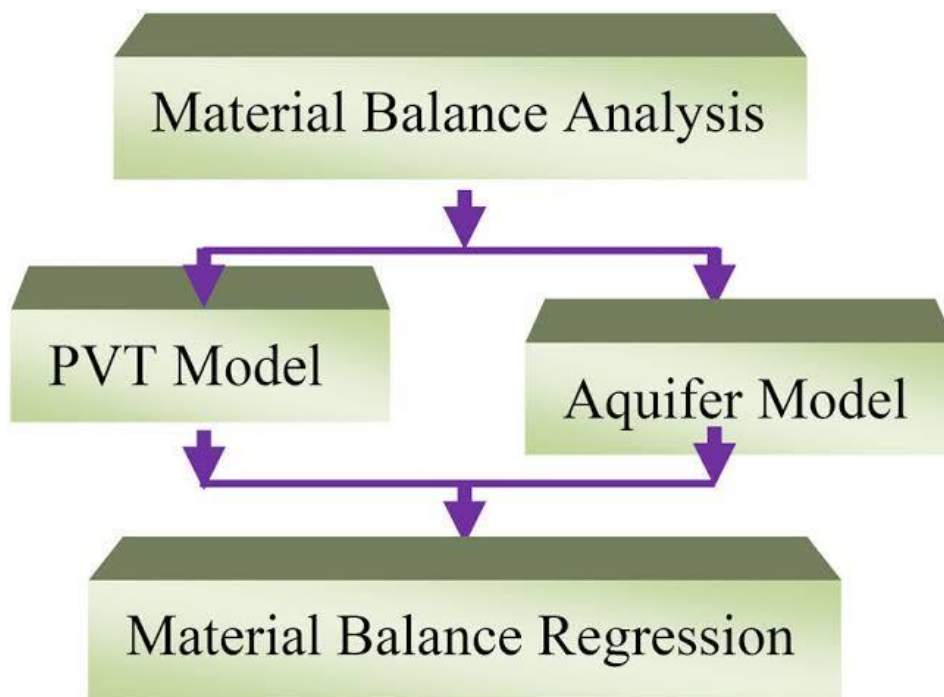 Material Balance Analysis
PVT Model
Aquifer Model
Material Balance Regression